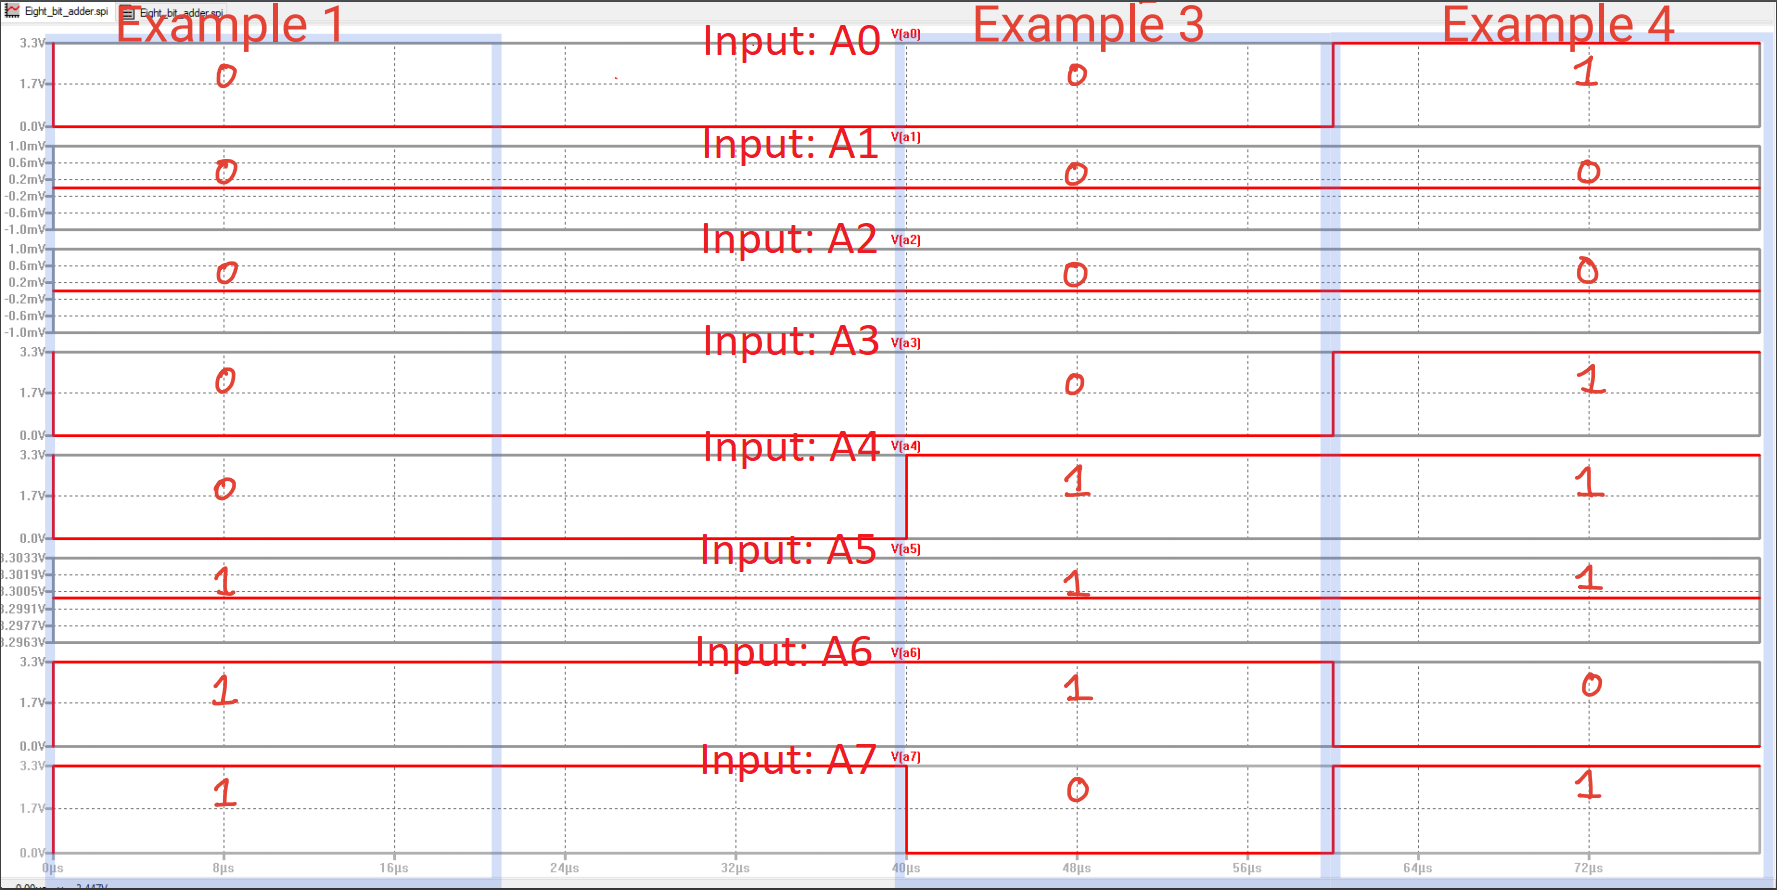 Eight_bit_adder.spi Eight_bit_adder.spi
Example 1 Example 3 Example 4
Input: A0 V(a0)
3.3V
0 0 1
1.7V
0.0V
Input: A1 V(a1)
1.0mV
0.6mV
0 0 0
0.2mV
-0.2mV
-0.6mV
-1.0mV
Input: A2 V(a2)
1.0mV
0.6mV
0 0 0
0.2mV
-0.2mV
-0.6mV
-1.0mV
Input: A3 V(a3)
3.3V
0 0 1
1.7V
0.0V
Input: A4 V(a4)
3.3V
0 1 1
1.7V
0.0V
Input: A5 V(a5)
3.3033V
3.3019V
1 1 1
3.3005V
3.2991V
3.2977V
3.2963V
Input: A6 V(a6)
3.3V
1 1 0
1.7V
0.0V
Input: A7 V(a7)
3.3V
1 0 1
1.7V
0.0V
0µs 8µs 16µs 24µs 32µs 40µs 48µs 56µs 64µs 72µs